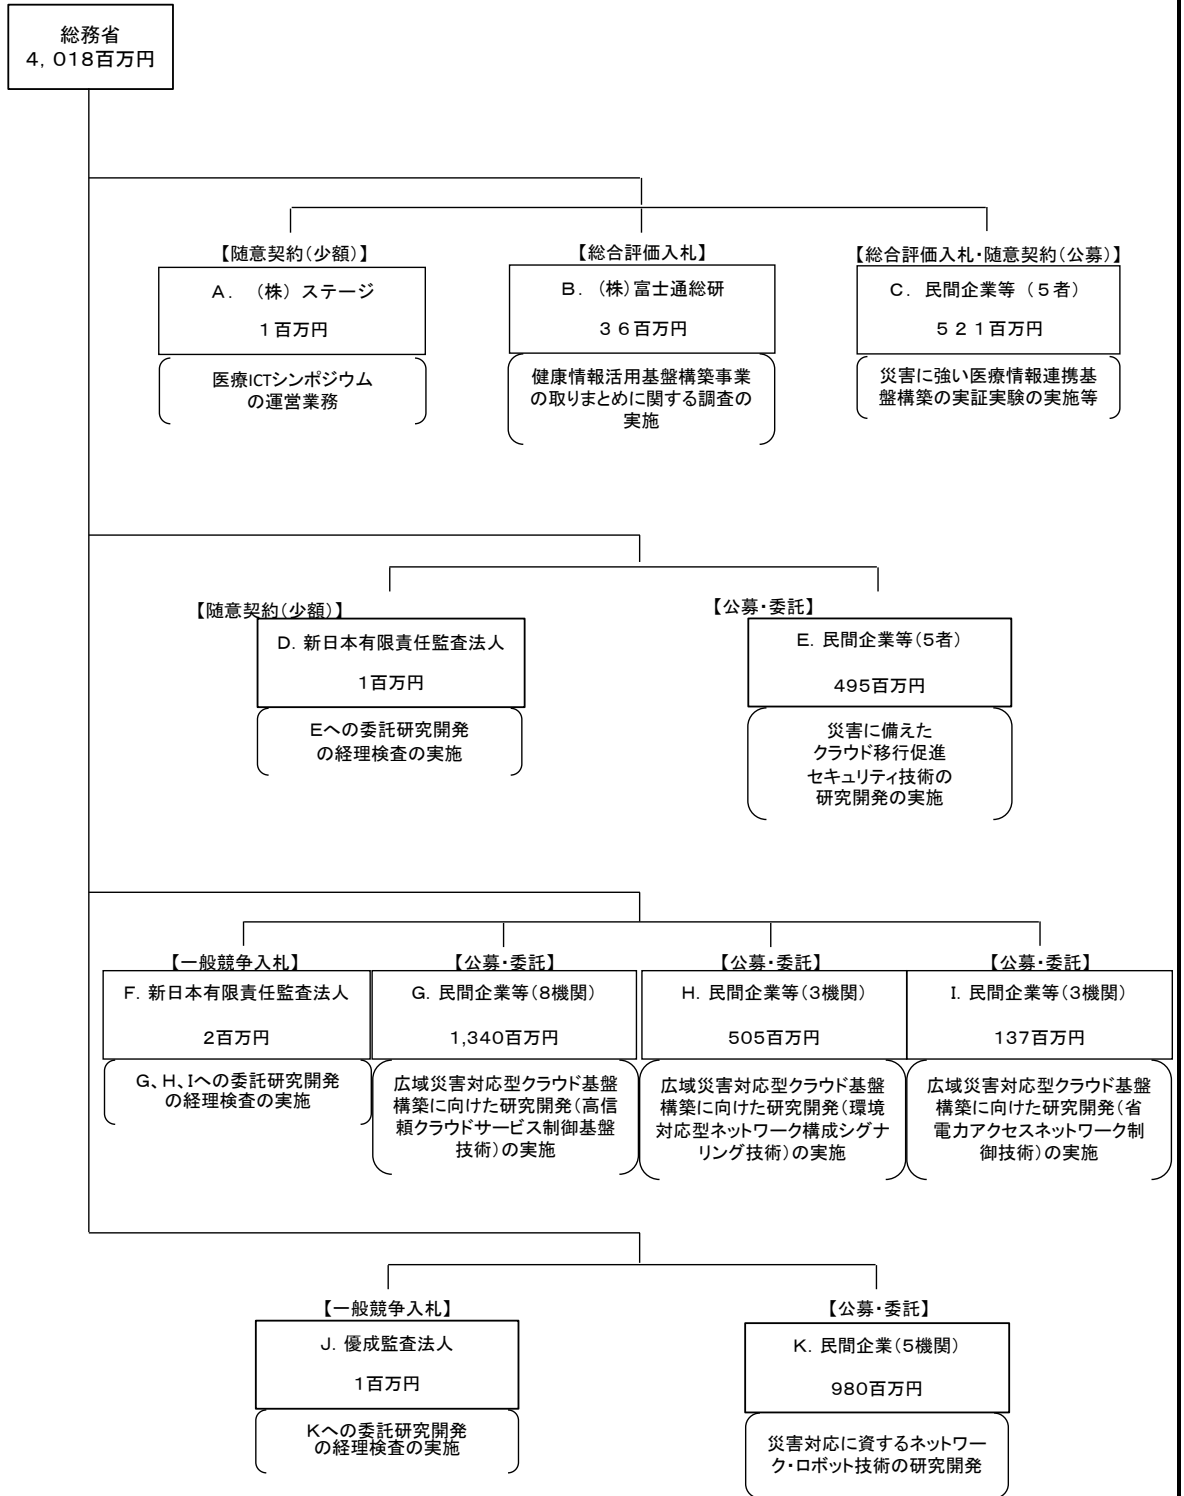 総務省
４，０１８百万円
【随意契約（少額）】
Ａ．　（株）ステージ
１百万円
医療ICTシンポジウム
の運営業務
【総合評価入札】
Ｂ．（株）富士通総研
３６百万円
健康情報活用基盤構築事業
の取りまとめに関する調査の
実施
【総合評価入札・随意契約（公募）】
Ｃ．民間企業等（５者）
５２１百万円
災害に強い医療情報連携基
盤構築の実証実験の実施等
【随意契約（少額）】
Ｄ．新日本有限責任監査法人
１百万円
Ｅへの委託研究開発
の経理検査の実施
【公募・委託】
Ｅ．民間企業等（５者）
495百万円
災害に備えた
クラウド移行促進
セキュリティ技術の
研究開発の実施
【一般競争入札】
Ｆ．新日本有限責任監査法人
2百万円
Ｇ、Ｈ、Ｉへの委託研究開発
の経理検査の実施
【公募・委託】
Ｇ．民間企業等（8機関）
1,340百万円
広域災害対応型クラウド基盤
構築に向けた研究開発（高信
頼クラウドサービス制御基盤
技術）の実施
【公募・委託】
Ｈ．民間企業等（3機関）
505百万円
広域災害対応型クラウド基盤
構築に向けた研究開発（環境
対応型ネットワーク構成シグナ
リング技術）の実施
【公募・委託】
Ｉ．民間企業等（3機関）
137百万円
広域災害対応型クラウド基盤
構築に向けた研究開発（省
電力アクセスネットワーク制
御技術）の実施
【一般競争入札】
Ｊ．優成監査法人
１百万円
Ｋへの委託研究開発
の経理検査の実施
【公募・委託】
Ｋ．民間企業（5機関）
980百万円
災害対応に資するネットワー
ク・ロボット技術の研究開発